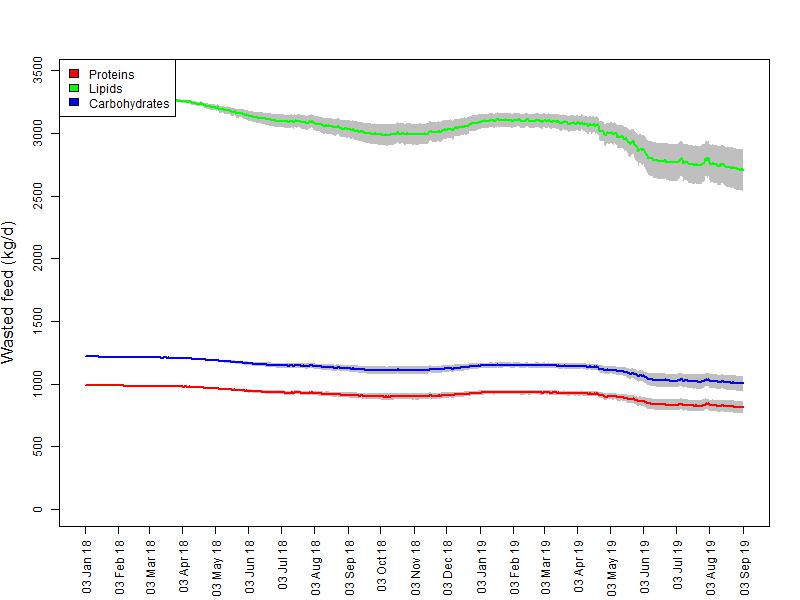 Proteins
Lipids
Carbohydrates
Wasted feed (kg/d)
3500
3000
2500
2000
1500
1000
500
0
03 Jan 18
03 Feb 18
03 Mar 18
03 Apr 18
03 May 18
03 Jun 18
03 Jul 18
03 Aug 18
03 Sep 18
03 Oct 18
03 Nov 18
03 Dec 18
03 Jan 19
03 Feb 19
03 Mar 19
03 Apr 19
03 May 19
03 Jun 19
03 Jul 19
03 Aug 19
03 Sep 19